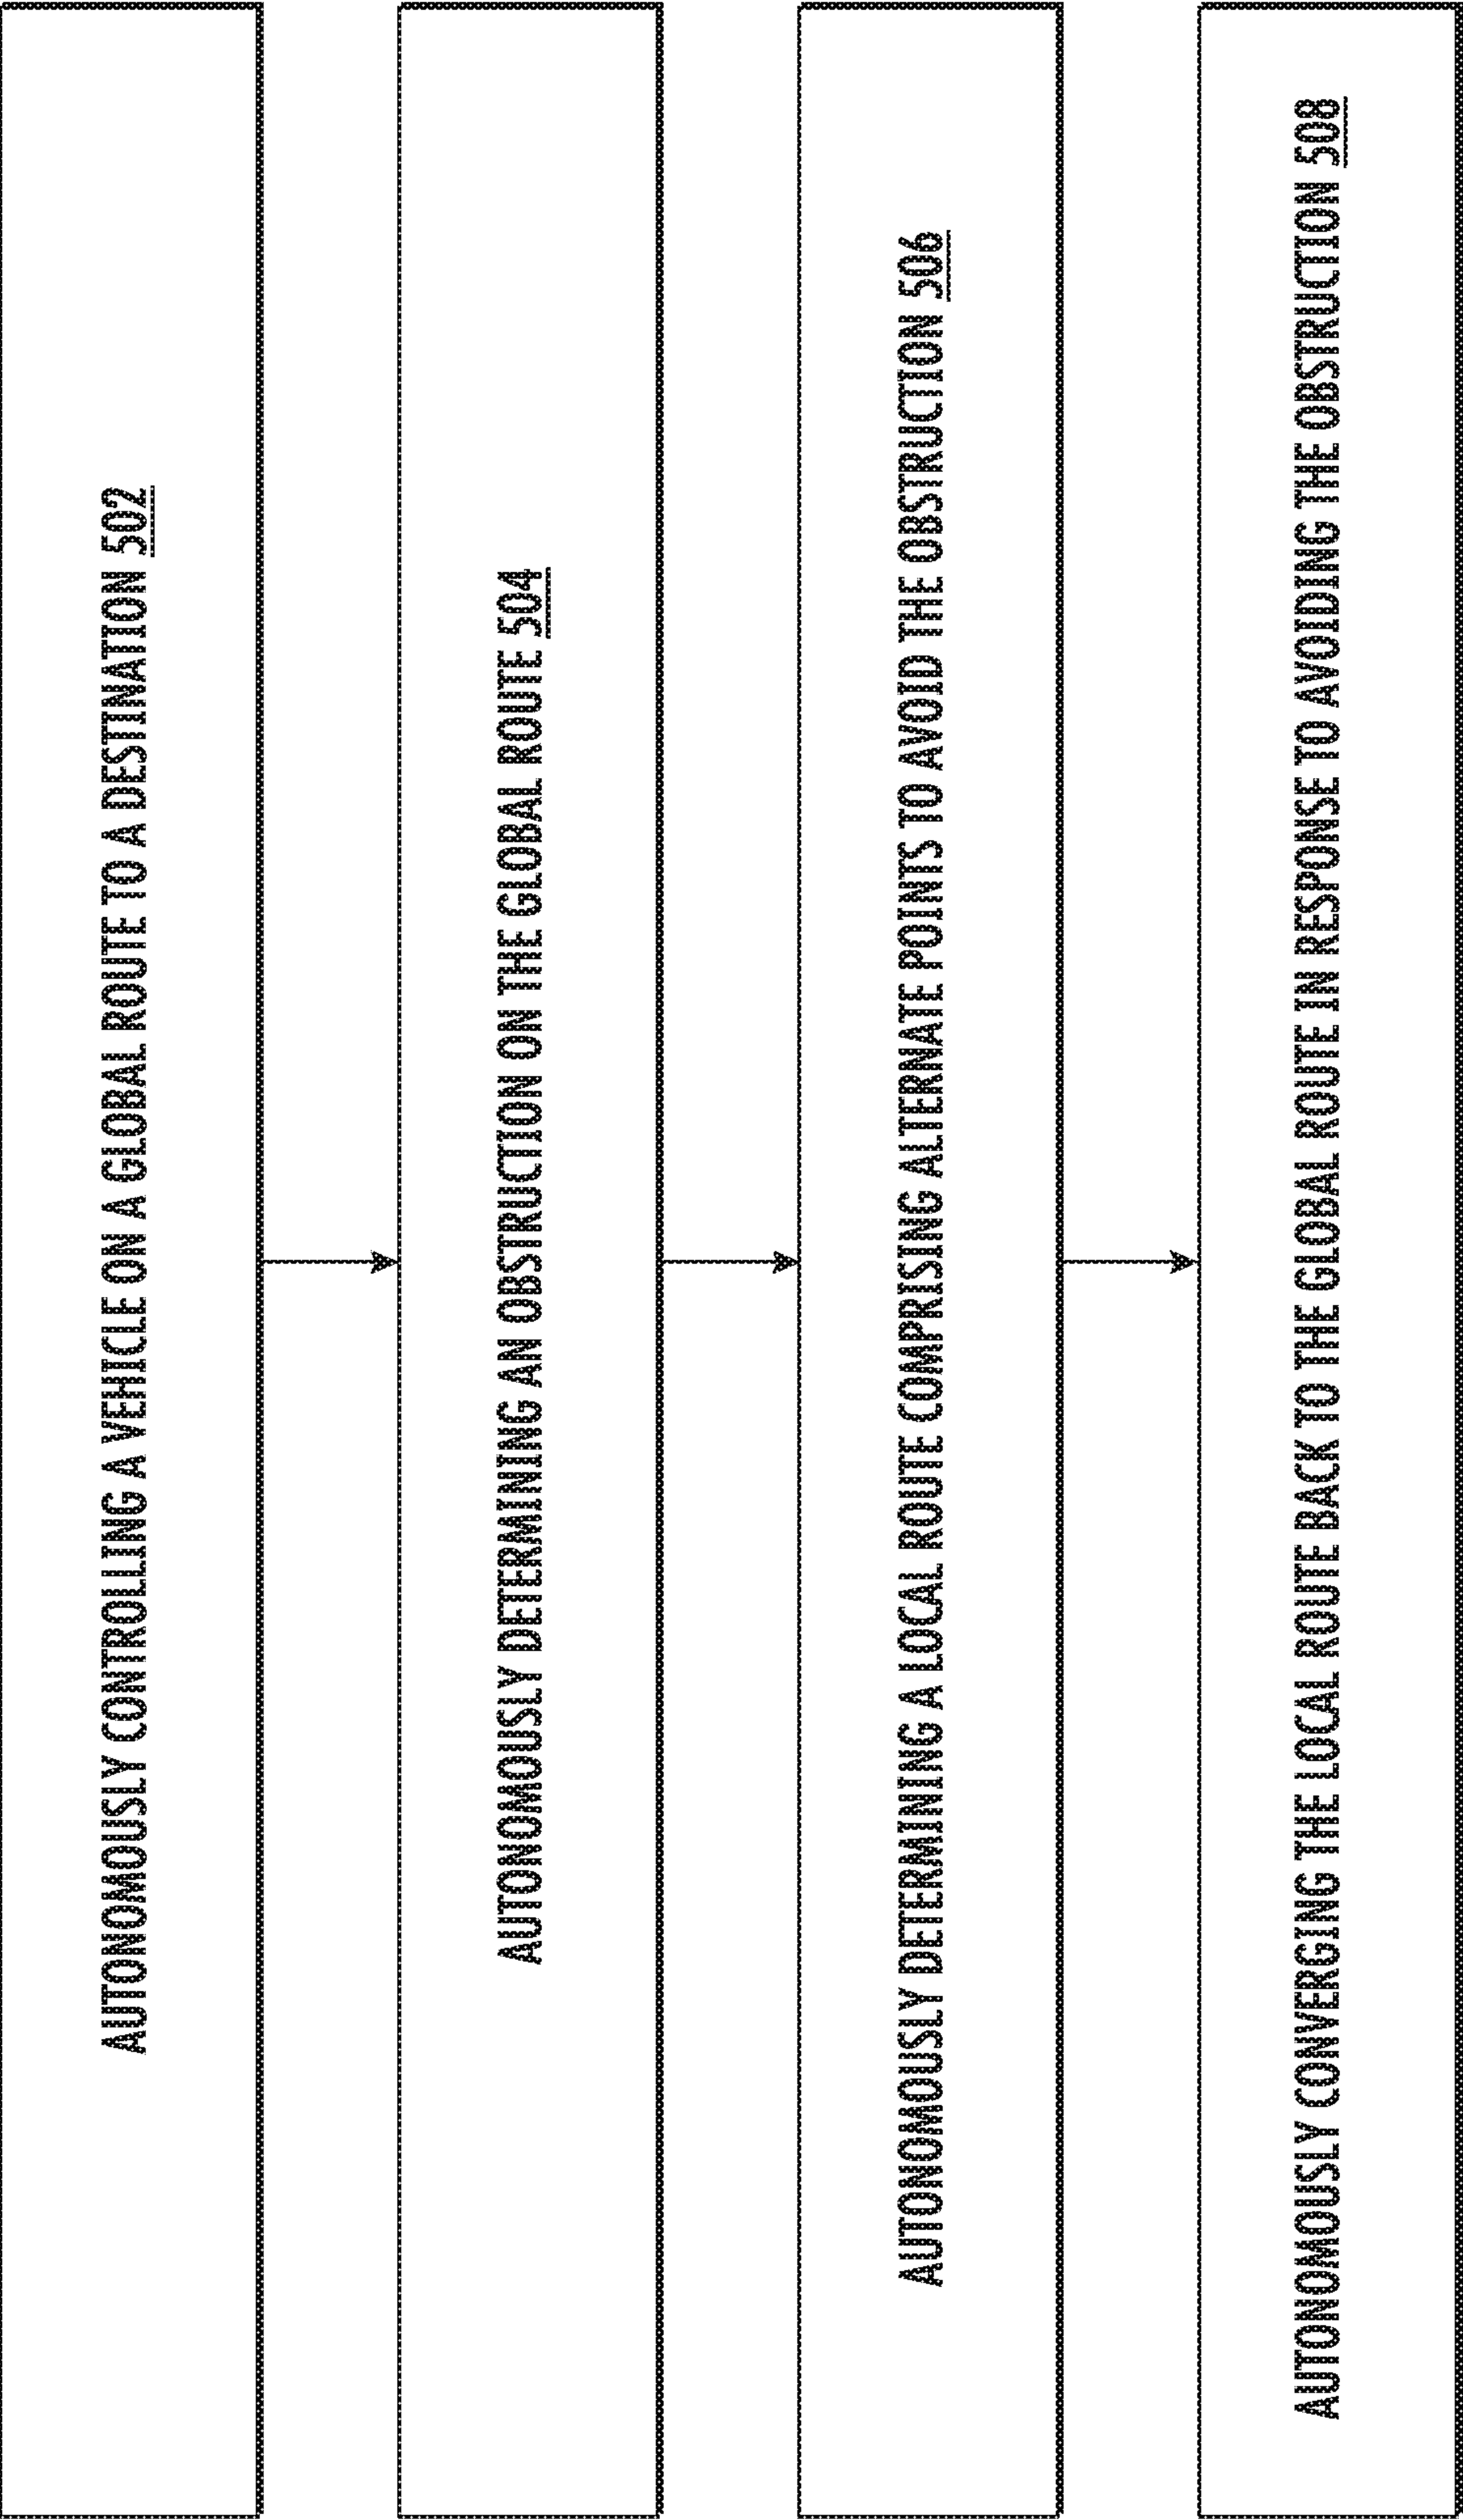 AUTONOMOUSLY CONTROLLING A VEHICLE ON A GLOBAL ROUTE TO A DESTINATION 502
AUTONOMOUSLY DETERMINING AN OBSTRUCTION ON THE GLOBAL ROUTE 504
AUTONOMOUSLY DETERMINING A LOCAL ROUTE COMPRISING ALTERNATE POINTS TO AVOID THE OBSTRUCTION 506
AUTONOMOUSLY CONVERGING THE LOCAL ROUTE BACK TO THE GLOBAL ROUTE IN RESPONSE TO AVOIDING THE OBSTRUCTION 508